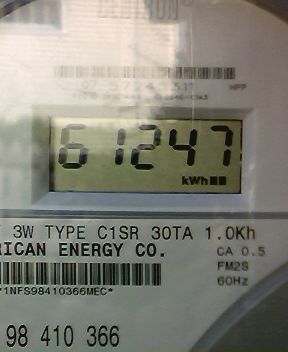 61247
kWh
3W TYPE C1SR 30TA 1.0Kh
RICAN ENERGY CO.
CA 0.5
FM2S
60Hz
*1NFS98410366MEC*
98 410 366